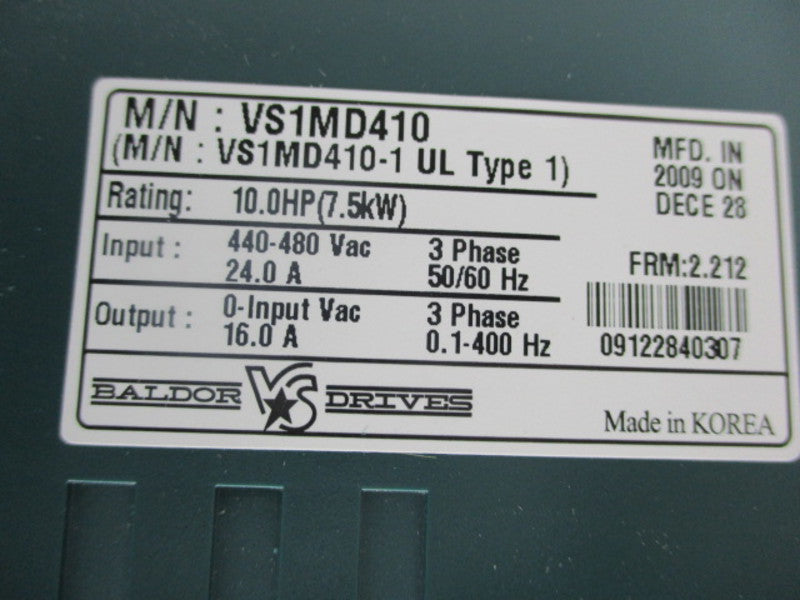 M/N : VS1MD410
(M/N : VS1MD410-1 UL Type 1)
MFD. IN
2009 ON
DECE 28
Rating: 10.0HP(7.5kW)
Input : 440-480 Vac 3 Phase
24.0 A 50/60 Hz
FRM:2.212
Output : 0-Input Vac 3 Phase
16.0 A 0.1-400 Hz
09122840307
BALDOR VS DRIVES
Made in KOREA